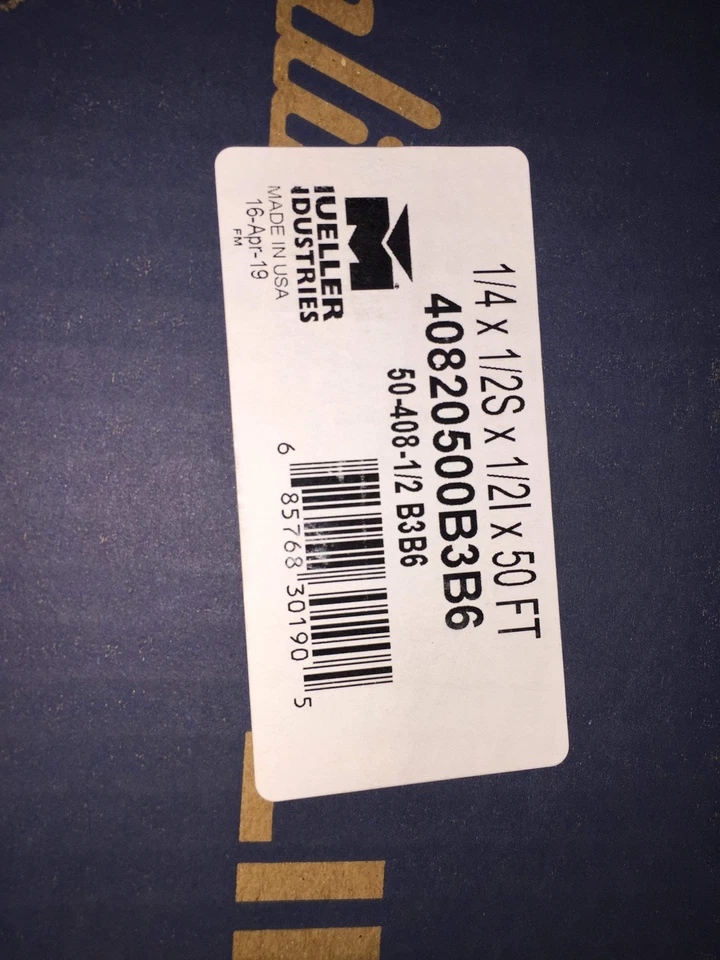 1/4 x 1/2S x 1/2I x 50 FT
40820500B3B6
50-408-1/2 B3B6
MUELLER
INDUSTRIES
MADE IN USA
16-Apr-19
FM
6 85768 30190 5